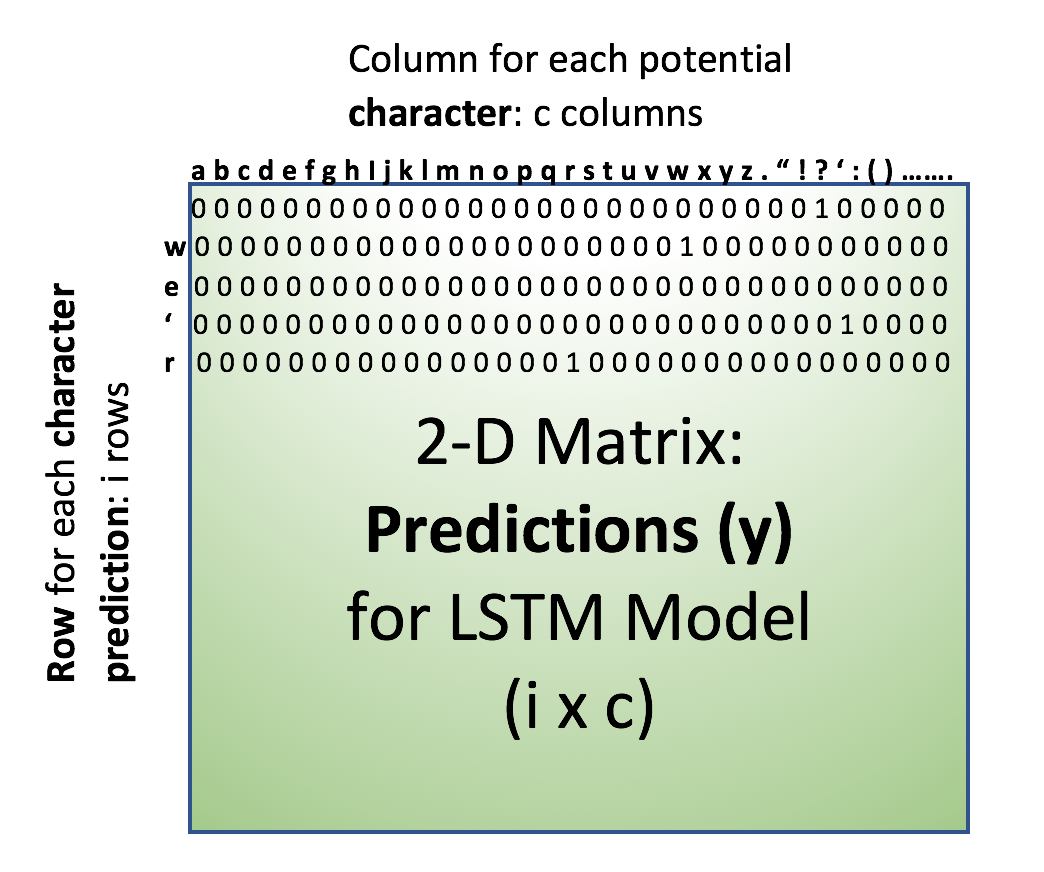 Column for each potential
character: c columns
a b c d e f g h I j k l m n o p q r s t u v w x y z . “ ! ? ‘ : ( ) …….
0 0 0 0 0 0 0 0 0 0 0 0 0 0 0 0 0 0 0 0 0 0 0 0 0 0 0 1 0 0 0 0 0
w 0 0 0 0 0 0 0 0 0 0 0 0 0 0 0 0 0 0 0 0 0 1 0 0 0 0 0 0 0 0 0 0 0
e 0 0 0 0 0 0 0 0 0 0 0 0 0 0 0 0 0 0 0 0 0 0 0 0 0 0 0 0 0 0 0 0 0
‘ 0 0 0 0 0 0 0 0 0 0 0 0 0 0 0 0 0 0 0 0 0 0 0 0 0 0 0 0 1 0 0 0 0
r 0 0 0 0 0 0 0 0 0 0 0 0 0 0 0 0 1 0 0 0 0 0 0 0 0 0 0 0 0 0 0 0 0
Row for each character
prediction: i rows
2-D Matrix:
Predictions (y)
for LSTM Model
(i x c)